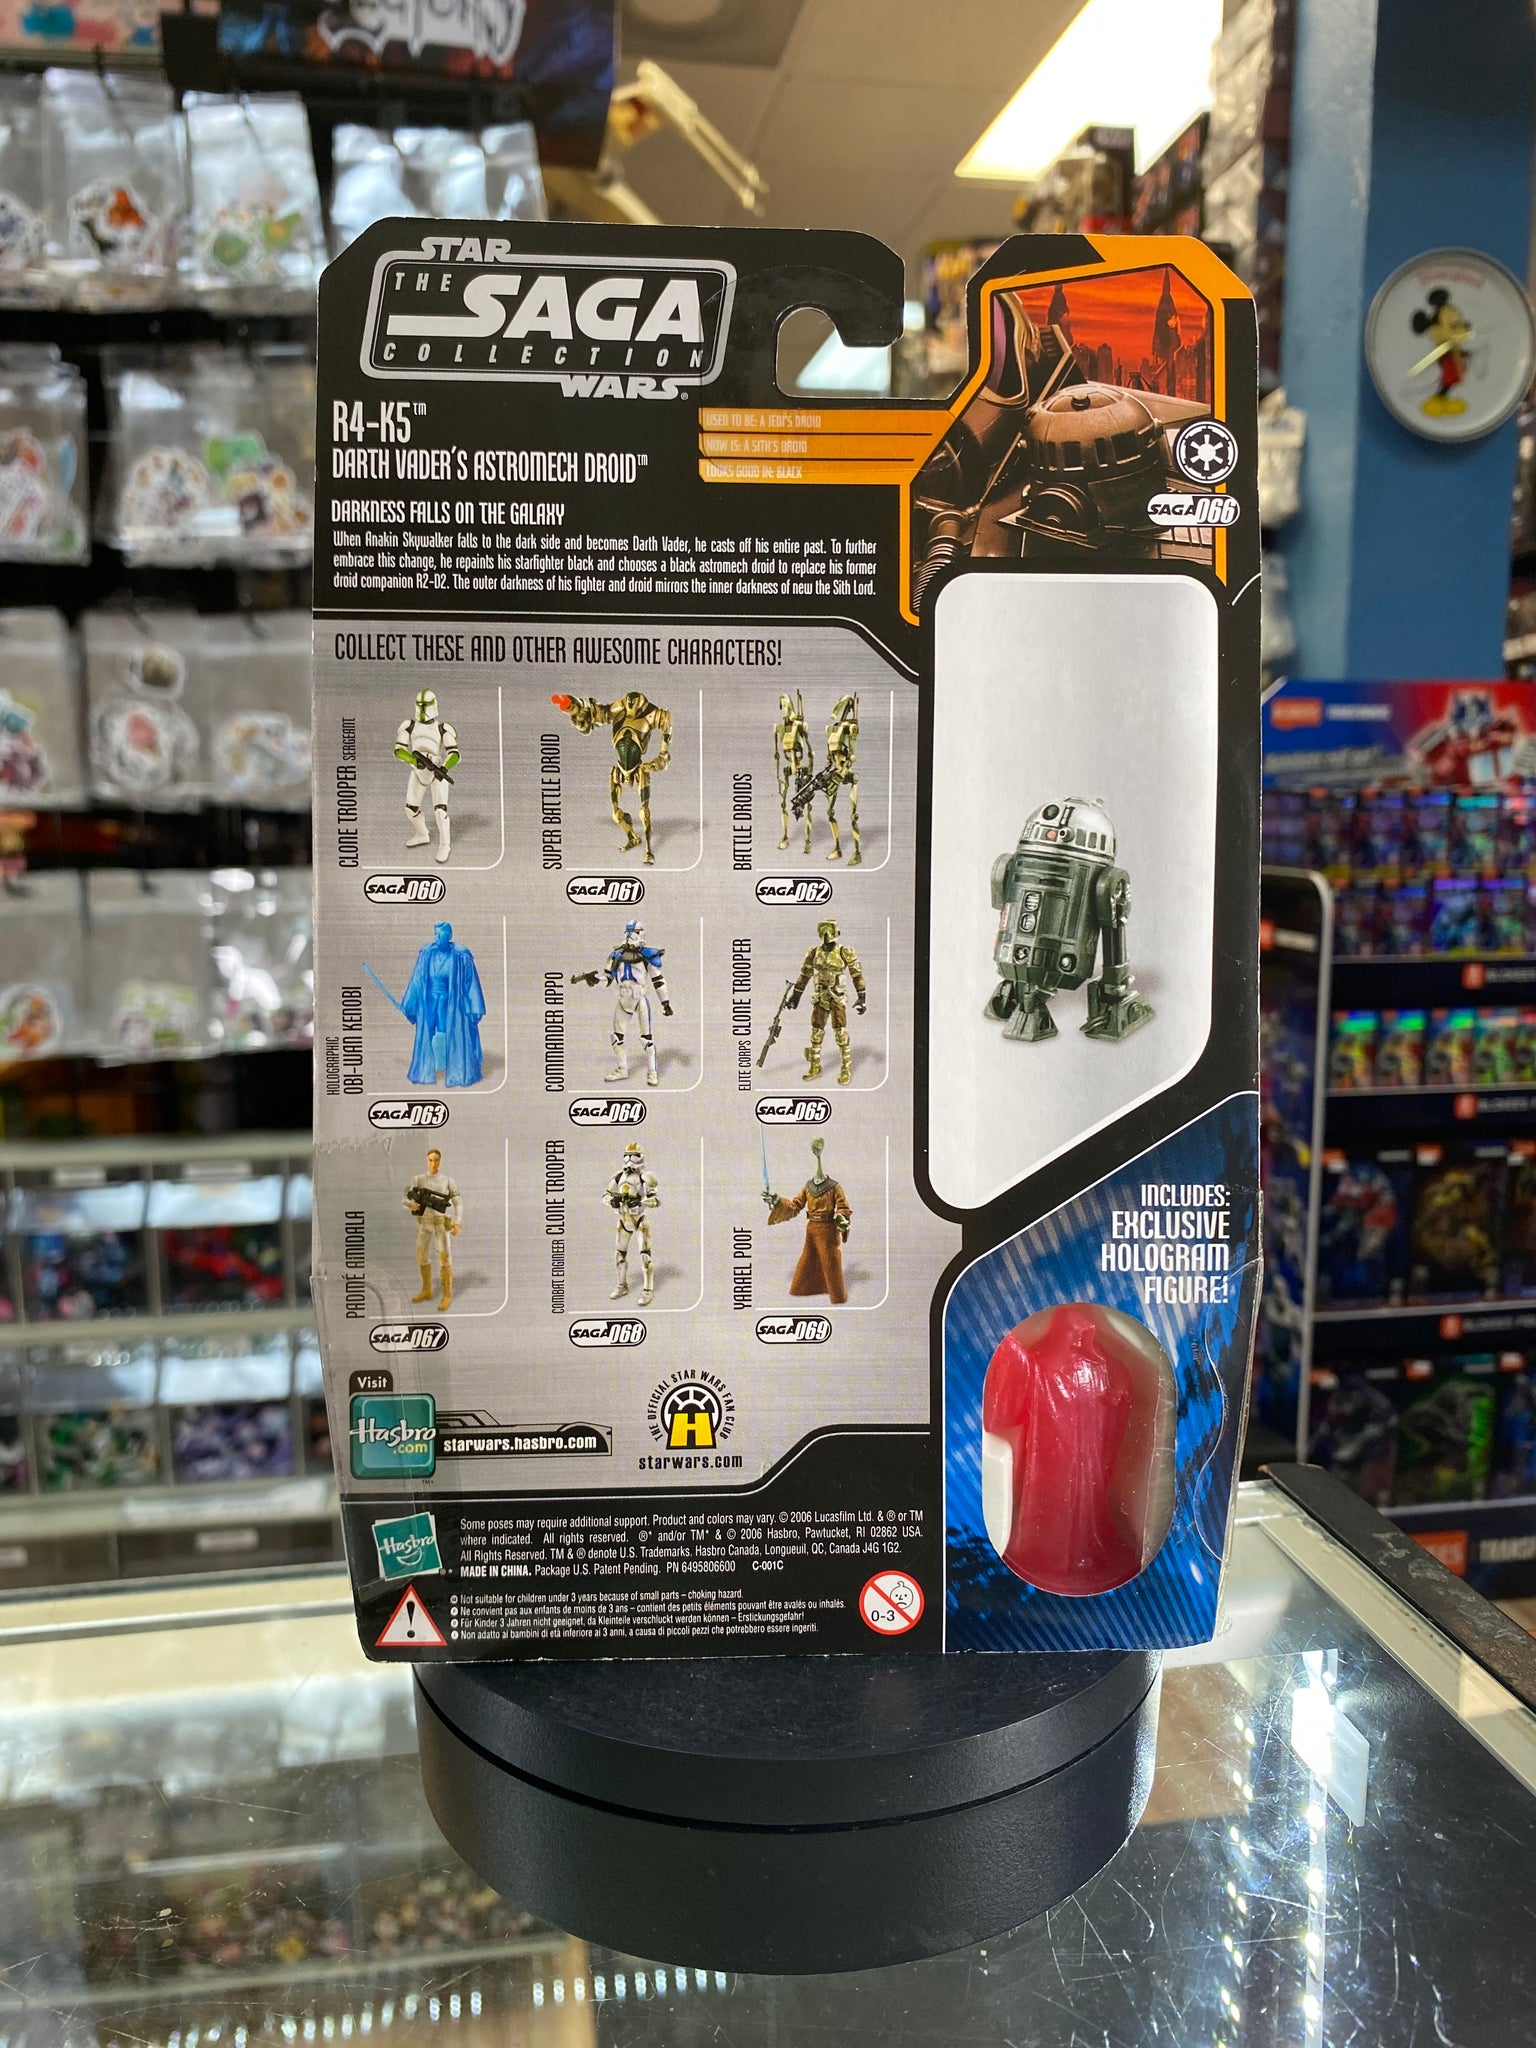 STAR
THE SAGA
COLLECTION
WARS®
R4-K5™
DARTH VADER'S ASTROMECH DROID™
USED TO BE: A JEDI'S DROID
NOW IS: A SITH'S DROID
LOOKS GOOD IN: BLACK
SAGA 066
DARKNESS FALLS ON THE GALAXY
When Anakin Skywalker falls to the dark side and becomes Darth Vader, he casts off his entire past. To further
embrace this change, he repaints his starfighter black and chooses a black astromech droid to replace his former
droid companion R2-D2. The outer darkness of his fighter and droid mirrors the inner darkness of new the Sith Lord.
COLLECT THESE AND OTHER AWESOME CHARACTERS!
CLONE TROOPER SERGEANT
SAGA 060
SUPER BATTLE DROID
SAGA 061
BATTLE DROIDS
SAGA 062
HOLOGRAPHIC
OBI-WAN KENOBI
SAGA 063
COMMANDER APPO
SAGA 064
ELITE CORPS CLONE TROOPER
SAGA 065
PADMÉ AMIDALA
SAGA 067
COMBAT ENGINEER CLONE TROOPER
SAGA 068
YARAEL POOF
SAGA 069
INCLUDES:
EXCLUSIVE
HOLOGRAM
FIGURE!
Visit
Hasbro
.com
TM*
starwars.hasbro.com
THE OFFICIAL STAR WARS FAN CLUB
H
starwars.com
Hasbro
®*
Some poses may require additional support. Product and colors may vary. © 2006 Lucasfilm Ltd. & ® or TM
where indicated. All rights reserved. ®* and/or TM* & © 2006 Hasbro, Pawtucket, RI 02862 USA.
All Rights Reserved. TM & ® denote U.S. Trademarks. Hasbro Canada, Longueuil, QC, Canada J4G 1G2.
* MADE IN CHINA. Package U.S. Patent Pending. PN 6495806600 C-001C
Not suitable for children under 3 years because of small parts – choking hazard.
Ne convient pas aux enfants de moins de 3 ans – contient des petits éléments pouvant être avalés ou inhalés.
Für Kinder 3 Jahren nicht geeignet, da Kleinteile verschluckt werden können – Erstickungsgefahr!
Non adatto ai bambini di età inferiore ai 3 anni, a causa di piccoli pezzi che potrebbero essere ingeriti.
0-3